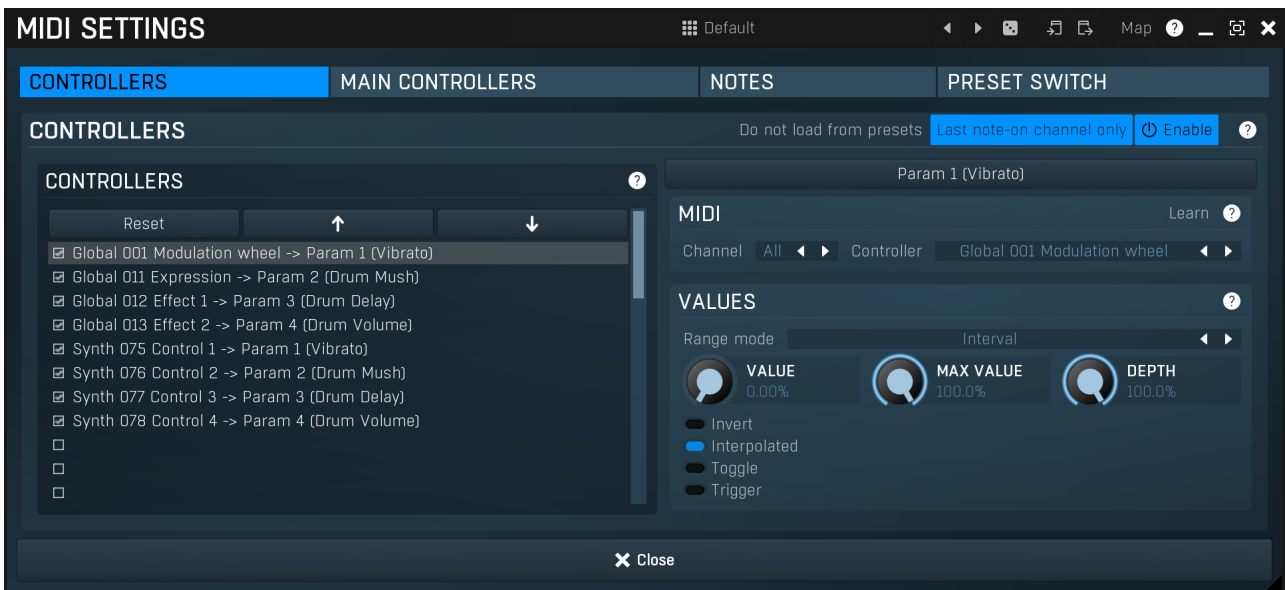 MIDI SETTINGS Default Map ?
CONTROLLERS MAIN CONTROLLERS NOTES PRESET SWITCH
CONTROLLERS Do not load from presets Last note-on channel only Enable ?
CONTROLLERS ?
Reset
Global 001 Modulation wheel -> Param 1 (Vibrato)
Global 011 Expression -> Param 2 (Drum Mush)
Global 012 Effect 1 -> Param 3 (Drum Delay)
Global 013 Effect 2 -> Param 4 (Drum Volume)
Synth 075 Control 1 -> Param 1 (Vibrato)
Synth 076 Control 2 -> Param 2 (Drum Mush)
Synth 077 Control 3 -> Param 3 (Drum Delay)
Synth 078 Control 4 -> Param 4 (Drum Volume)
Param 1 (Vibrato)
MIDI Learn ?
Channel All Controller Global 001 Modulation wheel
VALUES ?
Range mode Interval
VALUE MAX VALUE DEPTH
0.00% 100.0% 100.0%
Invert
Interpolated
Toggle
Trigger
Close